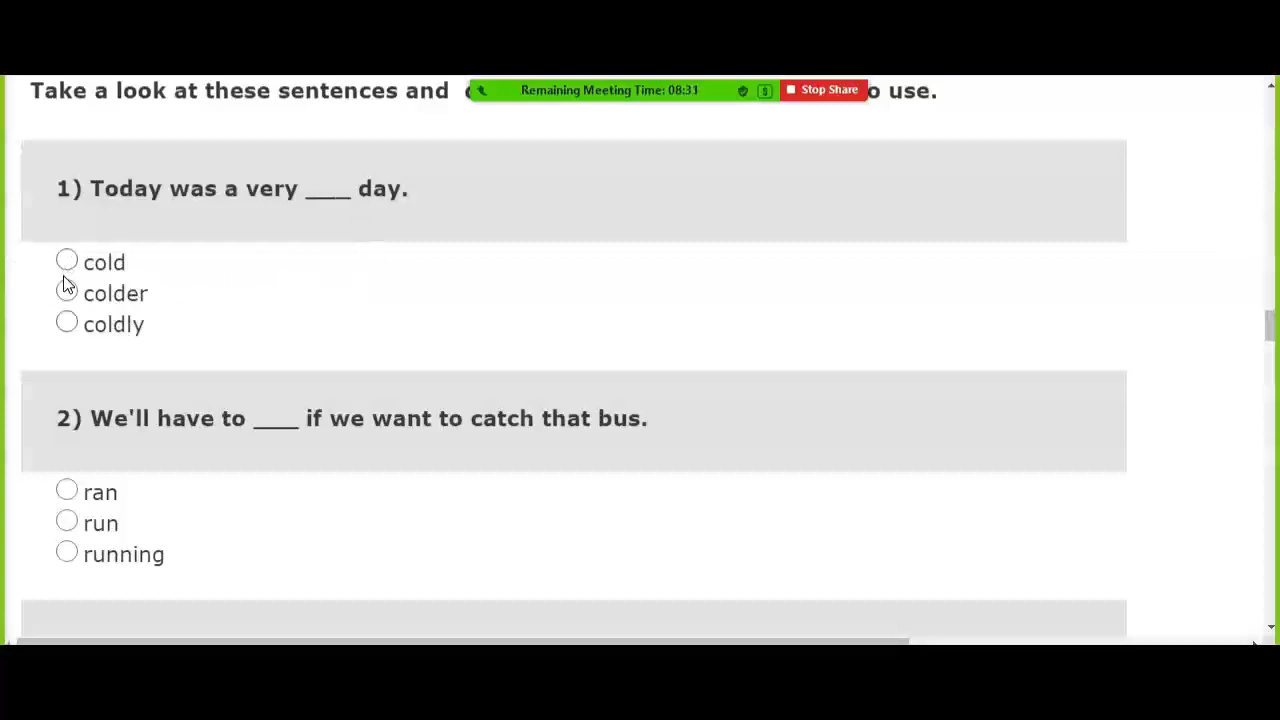 Take a look at these sentences and
Remaining Meeting Time: 08:31
Stop Share
o use.
1) Today was a very ____ day.
cold
colder
coldly
2) We'll have to ____ if we want to catch that bus.
ran
run
running